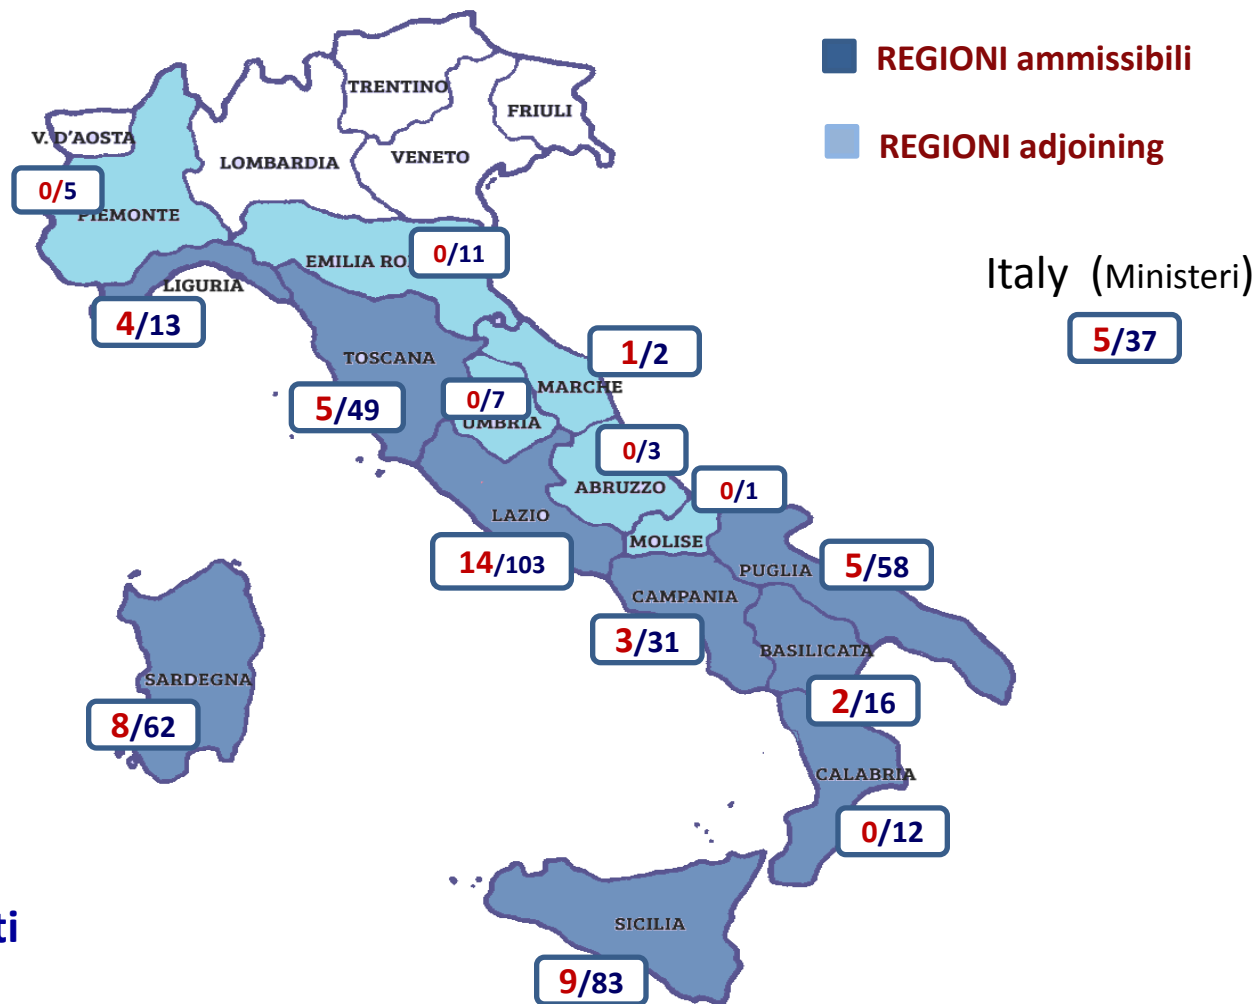 REGIONI ammissibili
TRENTINO
FRIULI
V. D'AOSTA
REGIONI adjoining
LOMBARDIA
VENETO
0/5
PIEMONTE
EMILIA RO
0/11
Italy (Ministeri)
LIGURIA
4/13
5/37
TOSCANA
1/2
MARCHE
5/49
0/7
UMBRIA
0/3
ABRUZZO
0/1
LAZIO
MOLISE
14/103
PUGLIA
5/58
CAMPANIA
3/31
BASILICATA
SARDEGNA
2/16
8/62
CALABRIA
0/12
ti
SICILIA
9/83